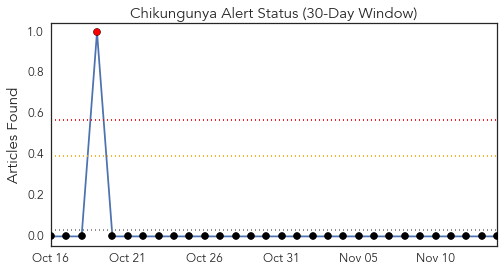 Chikungunya Alert Status (30-Day Window)
Articles Found
1.0
0.8
0.6
0.4
0.2
0.0
Oct 16 Oct 21 Oct 26 Oct 31 Nov 05 Nov 10